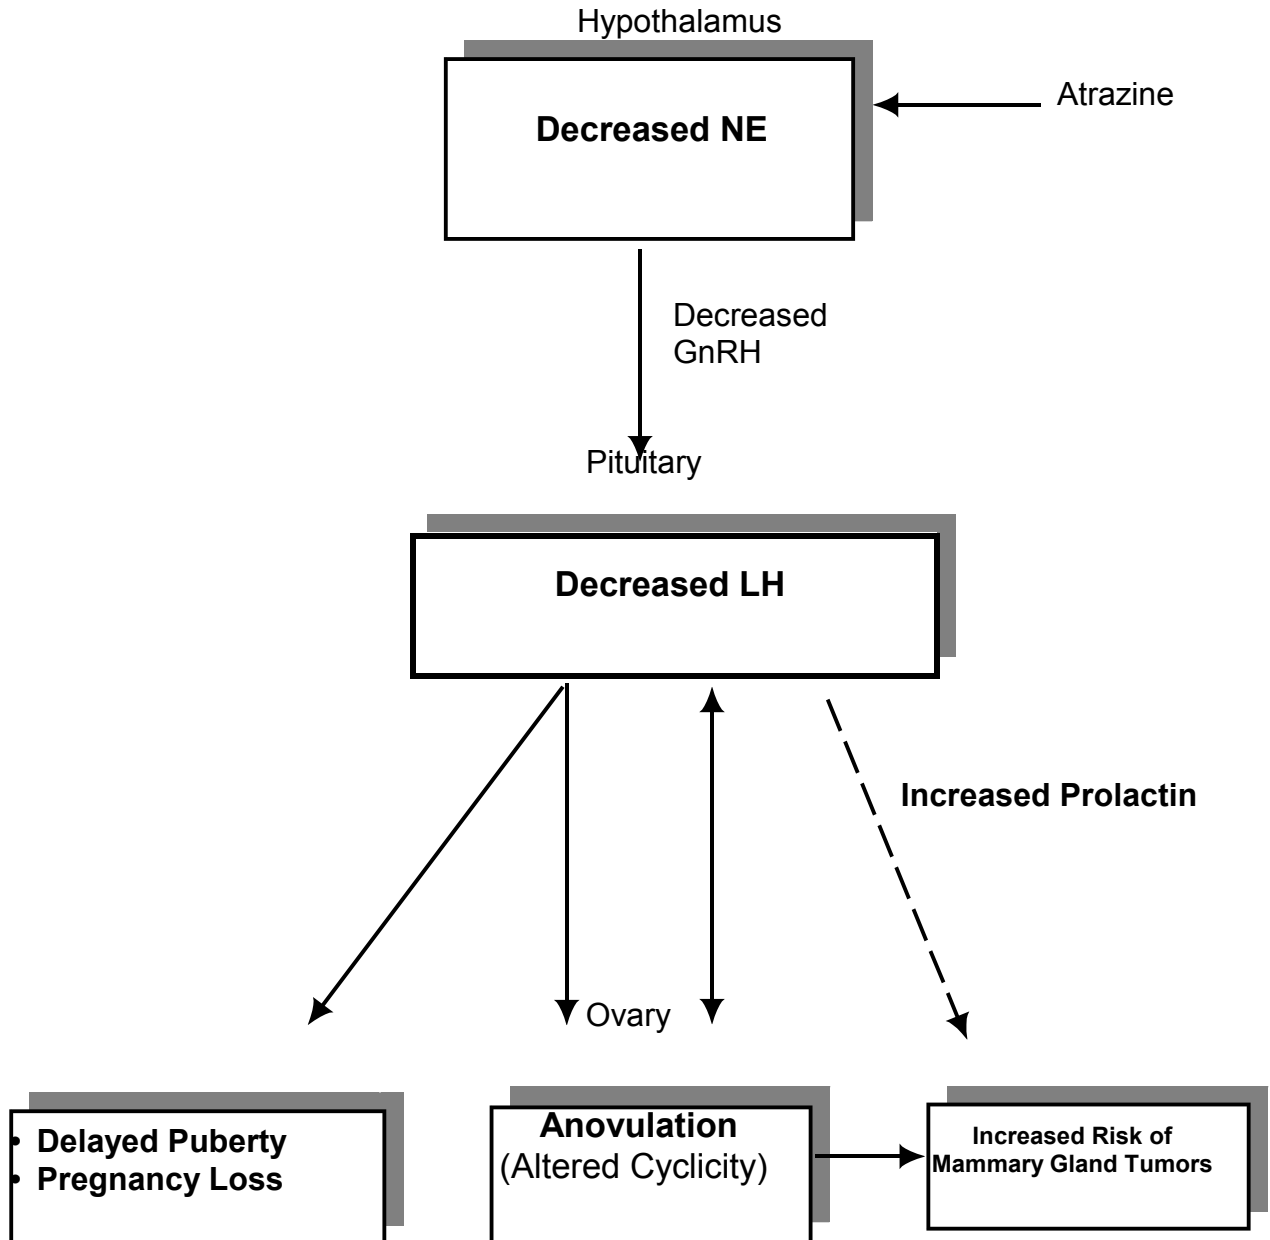 Hypothalamus
Atrazine
Decreased NE
Decreased
GnRH
Pituitary
Decreased LH
Increased Prolactin
Ovary
• Delayed Puberty
• Pregnancy Loss
Anovulation
(Altered Cyclicity)
Increased Risk of
Mammary Gland Tumors